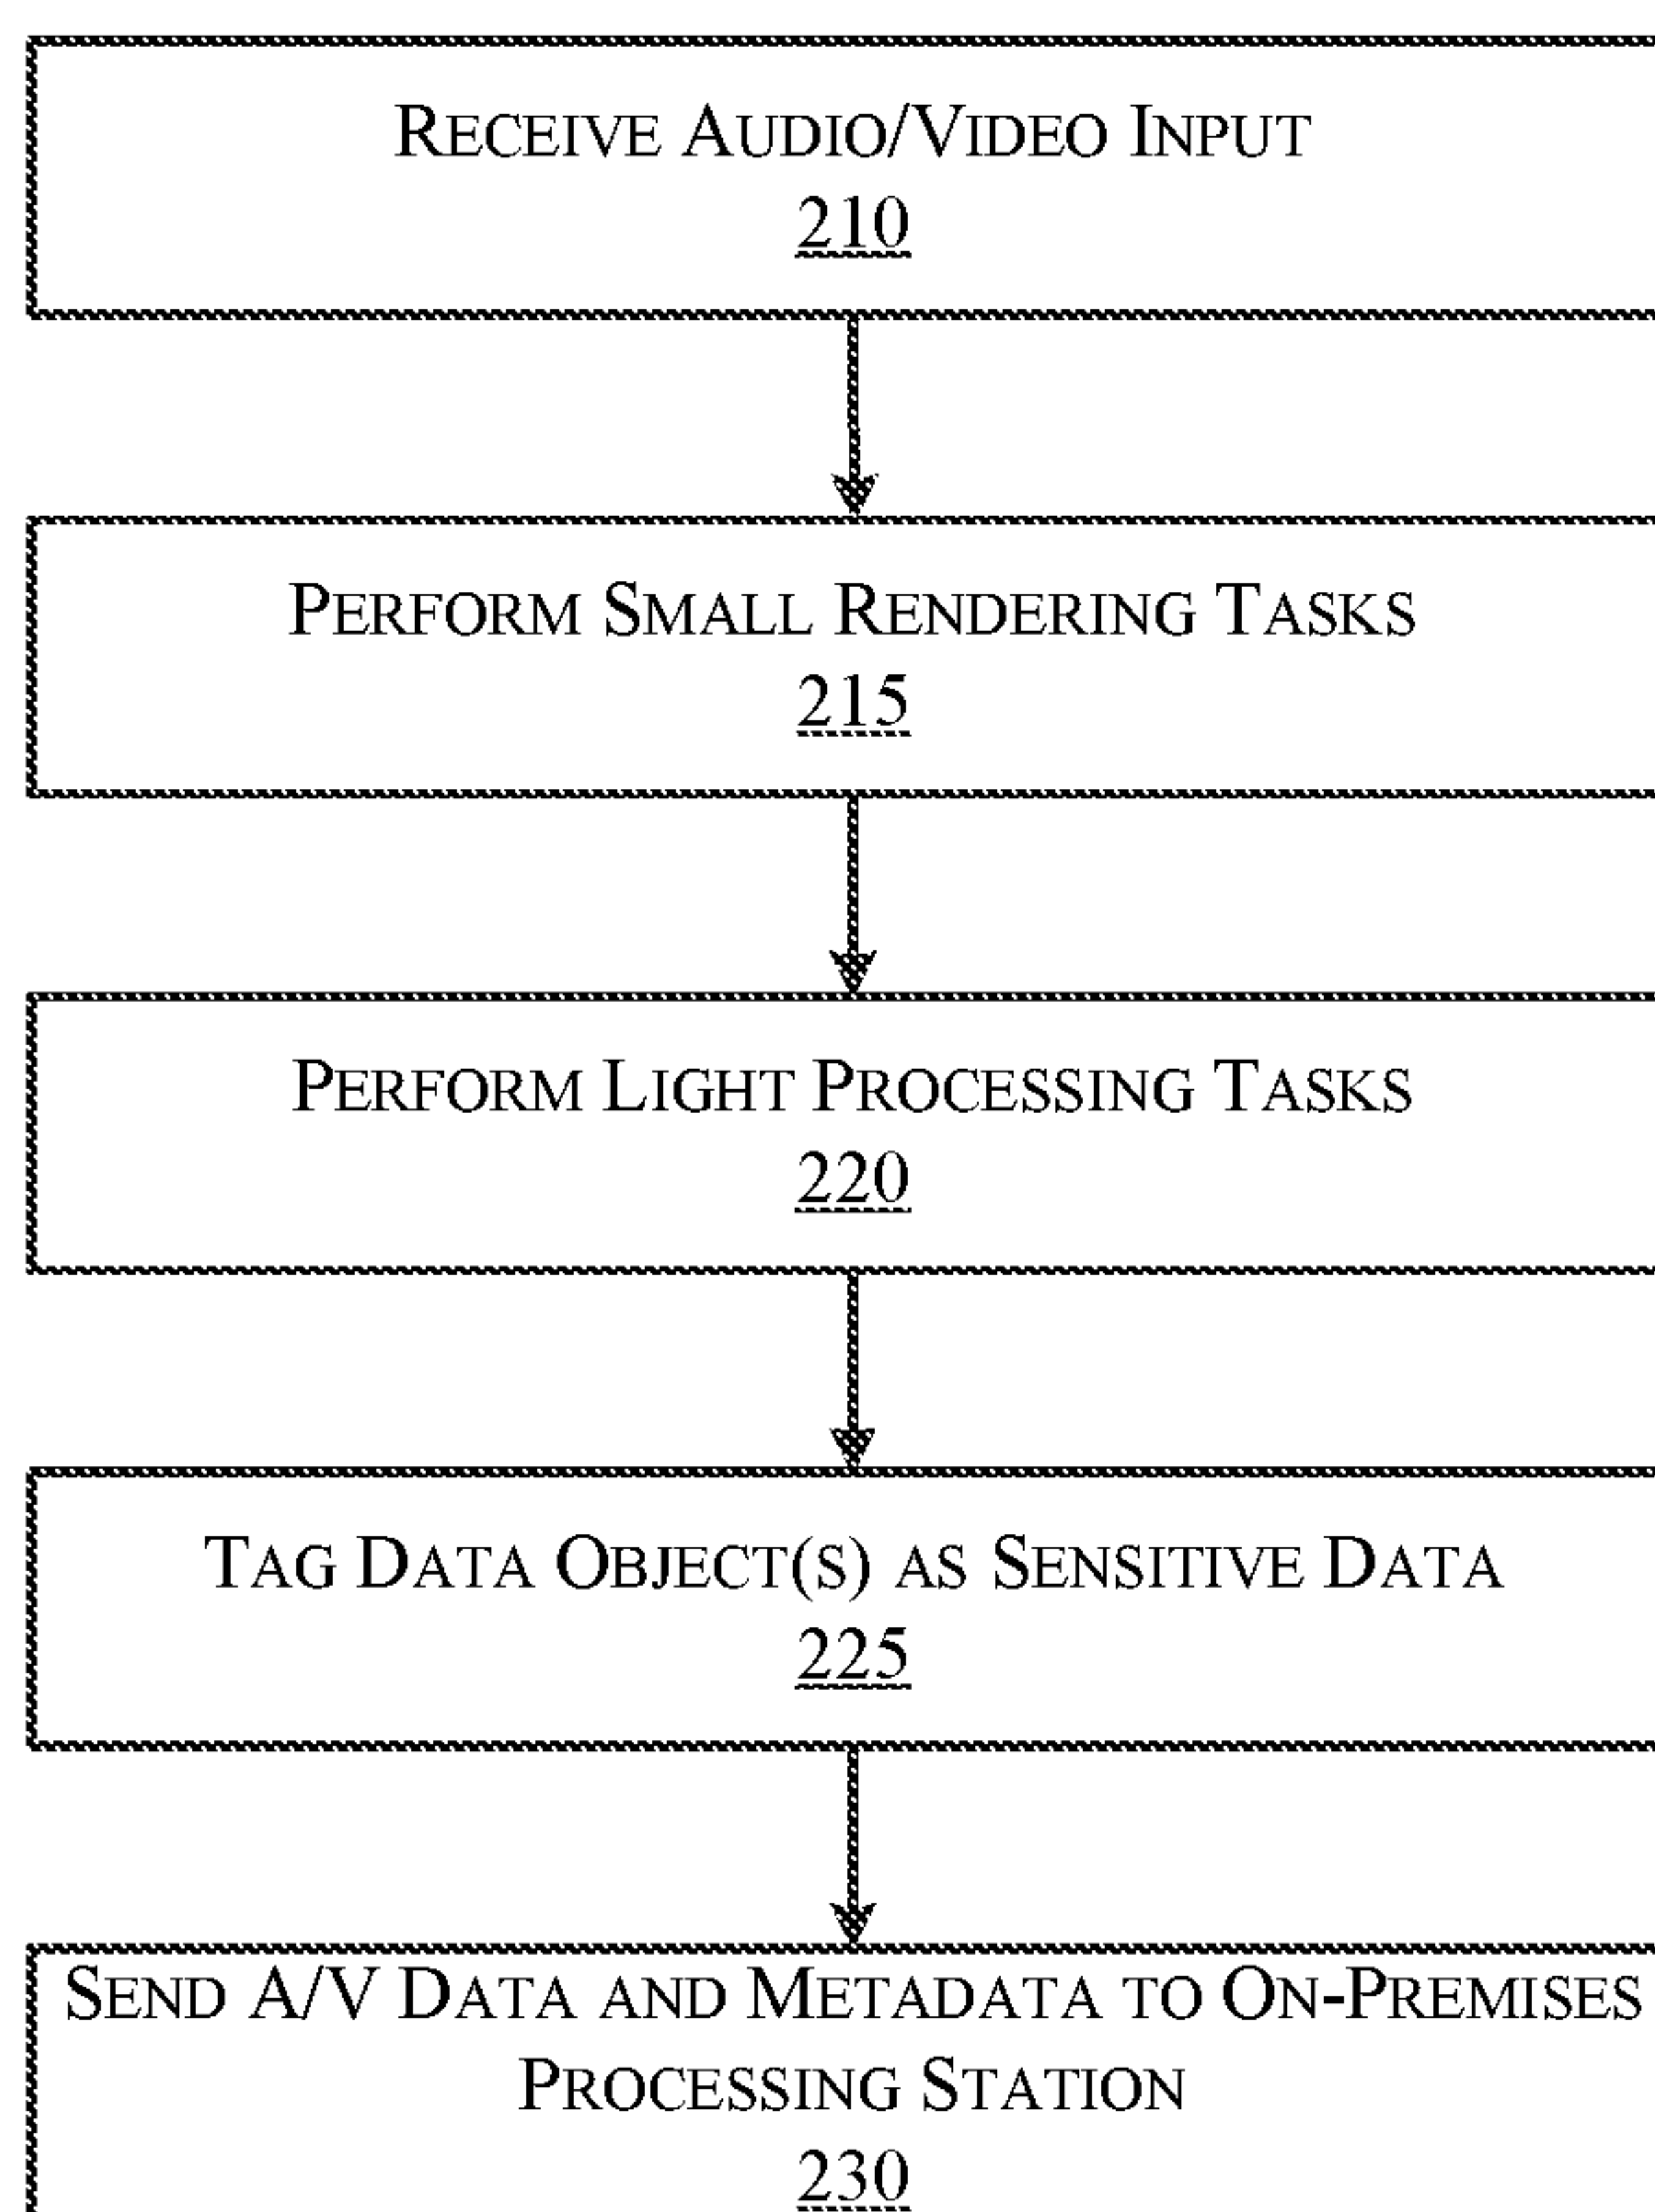 RECEIVE AUDIO/VIDEO INPUT
210
PERFORM SMALL RENDERING TASKS
215
PERFORM LIGHT PROCESSING TASKS
220
TAG DATA OBJECT(S) AS SENSITIVE DATA
225
SEND A/V DATA AND METADATA TO ON-PREMISES
PROCESSING STATION
230